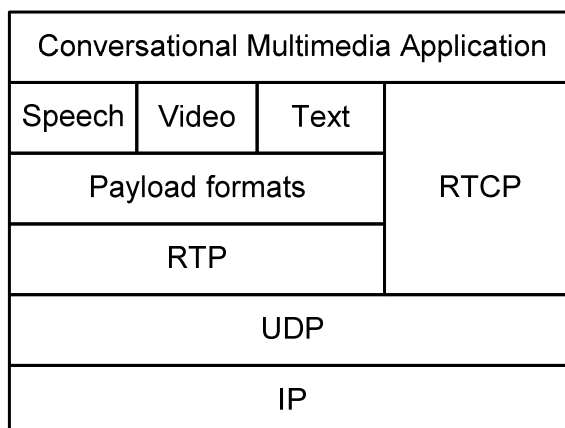 Conversational Multimedia Application
Speech
Video
Text
Payload formats
RTCP
RTP
UDP
IP